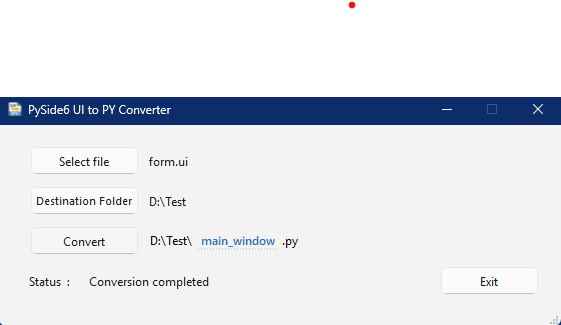 PySide6 UI to PY Converter
Select file form.ui
Destination Folder D:\Test
Convert D:\Test\ main_window .py
Status : Conversion completed Exit